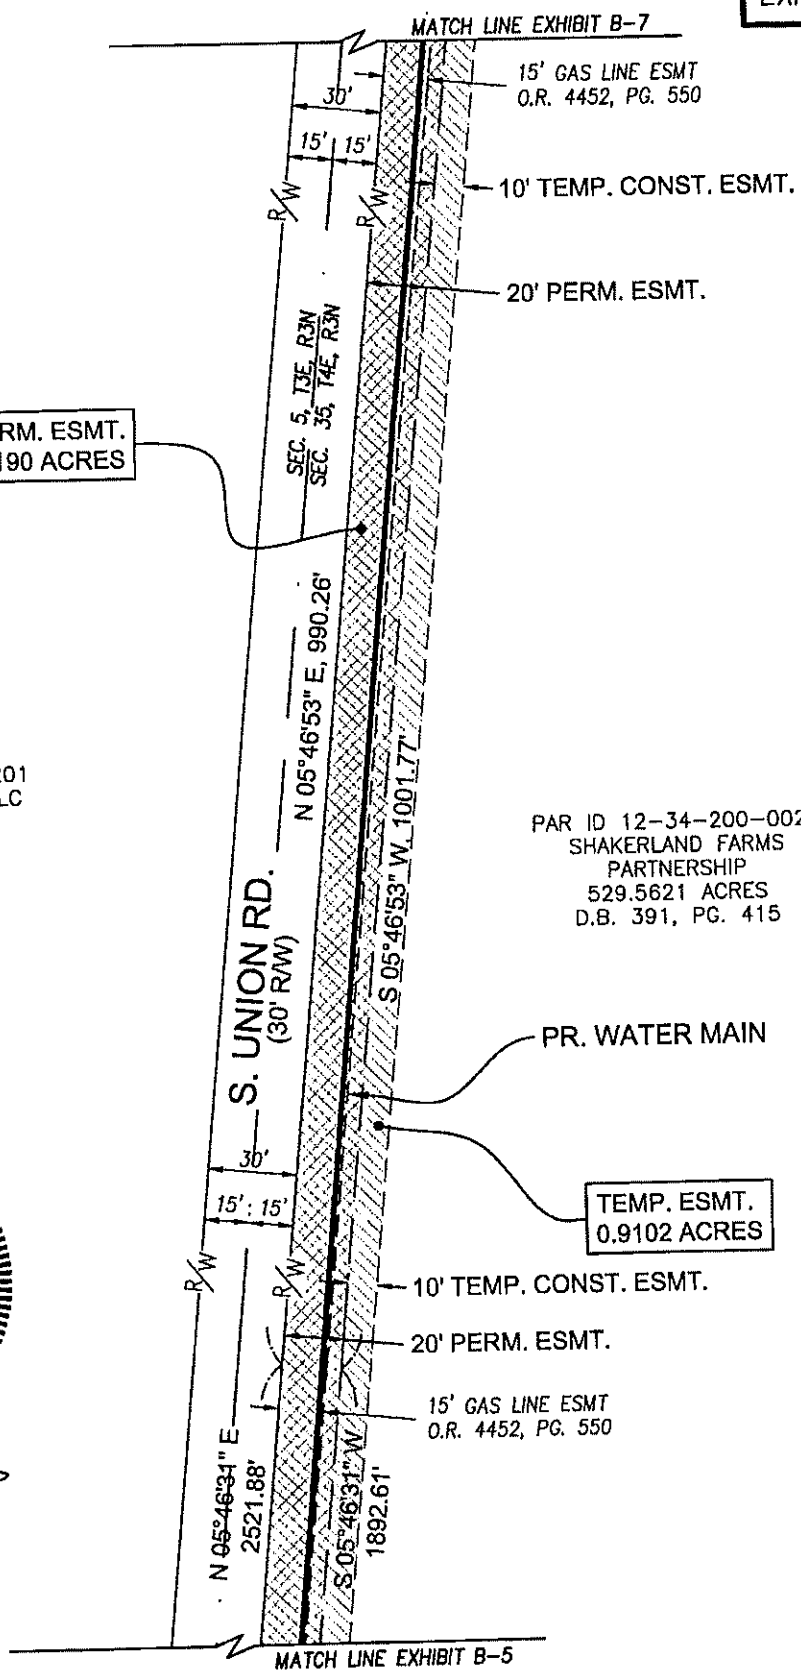 MATCH LINE EXHIBIT B-7
15' GAS LINE ESMT
O.R. 4452, PG. 550
30'
15' 15'
10' TEMP. CONST. ESMT.
R/W
R/W
20' PERM. ESMT.
SEC. 5, T3E, R3N
SEC. 35, T4E, R3N
RM. ESMT.
190 ACRES
N 05°46'53" E, 990.26'
S 05°46'53" W, 1001.77'
201
LC
PAR ID 12-34-200-002
SHAKERLAND FARMS
PARTNERSHIP
529.5621 ACRES
D.B. 391, PG. 415
S. UNION RD.
(30' R/W)
PR. WATER MAIN
30'
15' 15'
TEMP. ESMT.
0.9102 ACRES
R/W
R/W
10' TEMP. CONST. ESMT.
20' PERM. ESMT.
15' GAS LINE ESMT
O.R. 4452, PG. 550
N 05°46'31" E
2521.88'
S 05°46'31" W
1892.61'
MATCH LINE EXHIBIT B-5